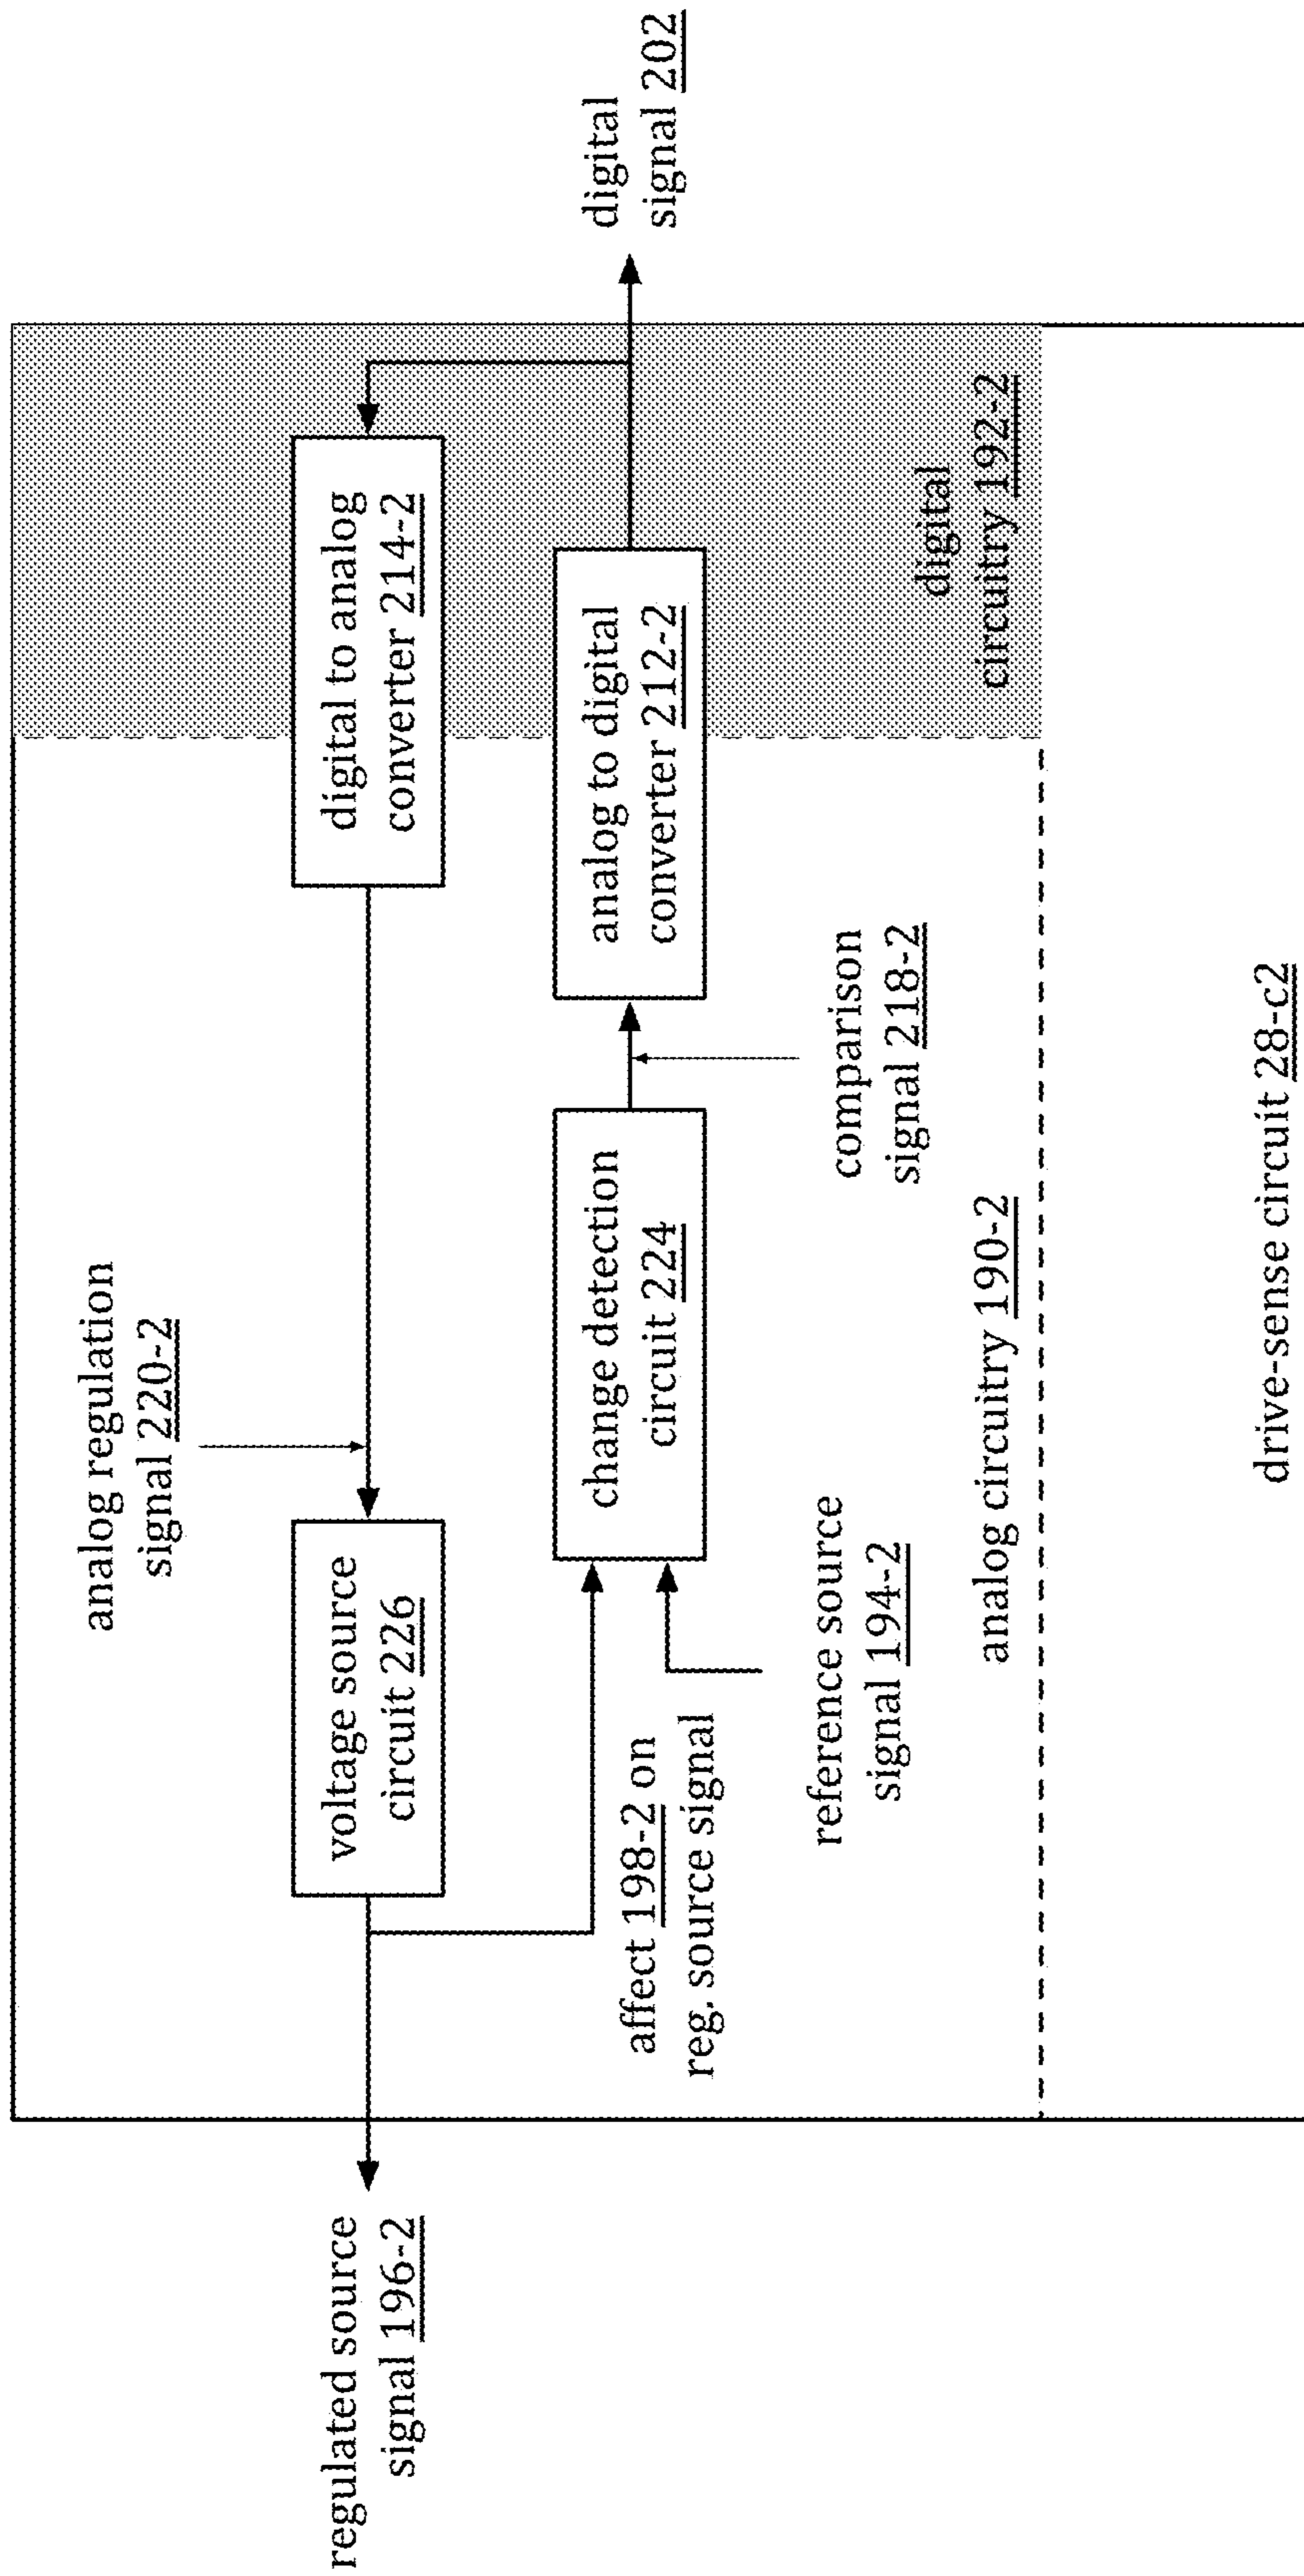 analog regulation
signal 220-2
regulated source
signal 196-2
voltage source
circuit 226
digital to analog
converter 214-2
affect 198-2 on
reg. source signal
change detection
circuit 224
analog to digital
converter 212-2
digital
signal 202
reference source
signal 194-2
comparison
signal 218-2
analog circuitry 190-2
digital
circuitry 192-2
drive-sense circuit 28-c2